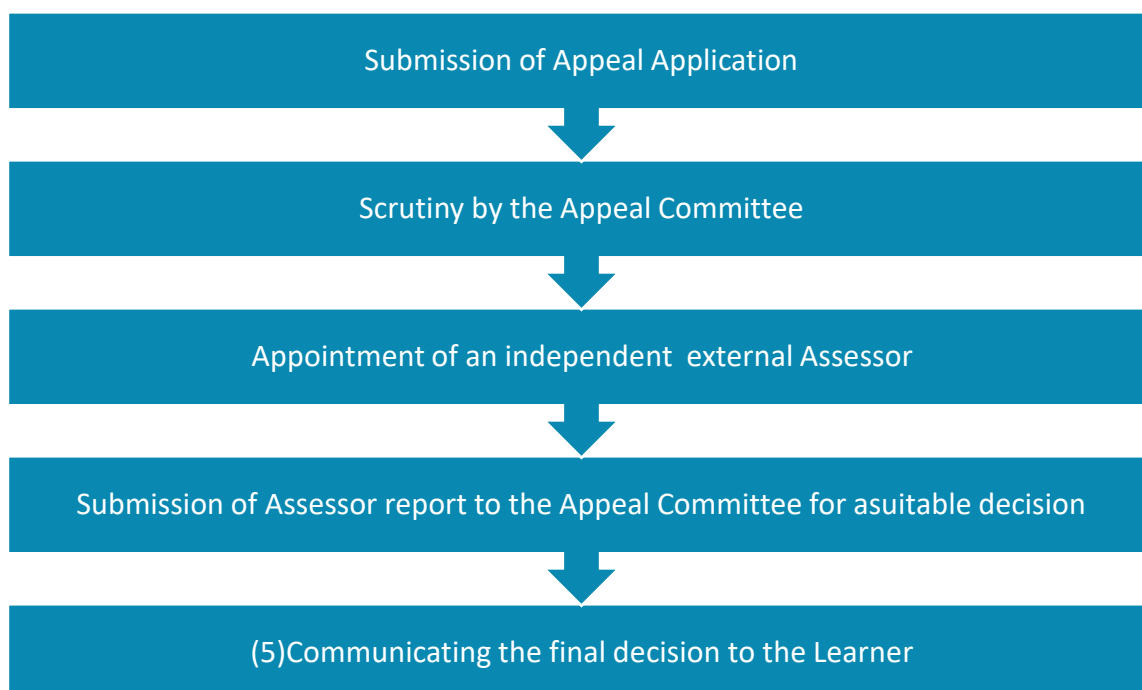 Submission of Appeal Application
Scrutiny by the Appeal Committee
Appointment of an independent  external Assessor
Submission of Assessor report to the Appeal Committee for asuitable decision
(5)Communicating the final decision to the Learner